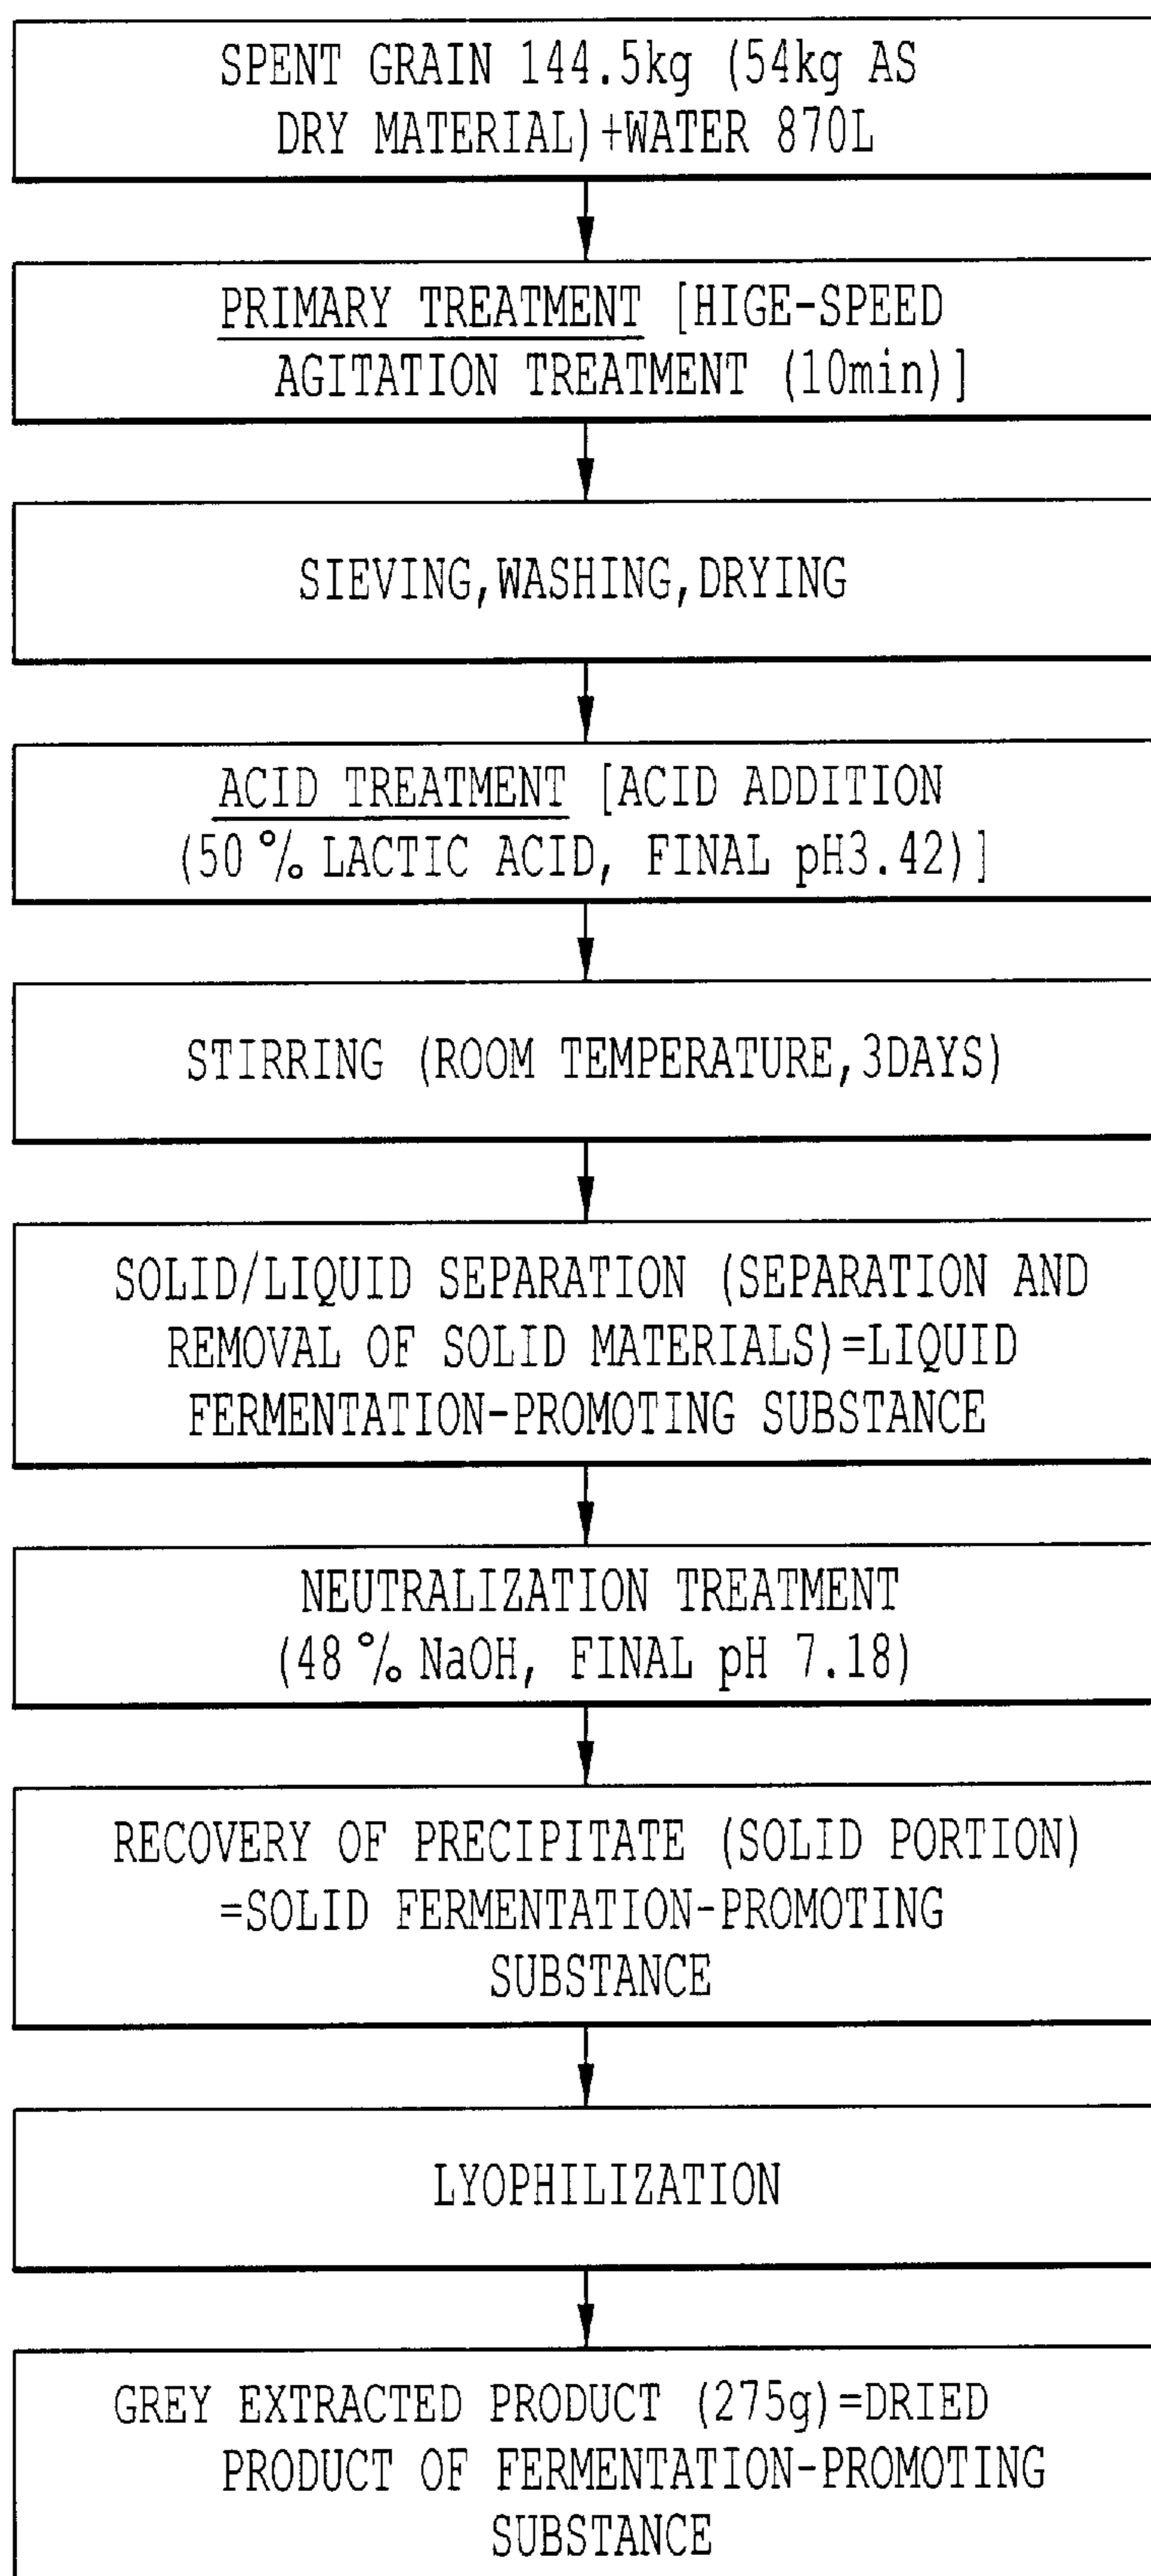 SPENT GRAIN 144.5kg (54kg AS
DRY MATERIAL)+WATER 870L
PRIMARY TREATMENT [HIGE-SPEED
AGITATION TREATMENT (10min)]
SIEVING,WASHING,DRYING
ACID TREATMENT [ACID ADDITION
(50% LACTIC ACID, FINAL pH3.42)]
STIRRING (ROOM TEMPERATURE,3DAYS)
SOLID/LIQUID SEPARATION (SEPARATION AND
REMOVAL OF SOLID MATERIALS)=LIQUID
FERMENTATION-PROMOTING SUBSTANCE
NEUTRALIZATION TREATMENT
(48% NaOH, FINAL pH 7.18)
RECOVERY OF PRECIPITATE (SOLID PORTION)
=SOLID FERMENTATION-PROMOTING
SUBSTANCE
LYOPHILIZATION
GREY EXTRACTED PRODUCT (275g)=DRIED
PRODUCT OF FERMENTATION-PROMOTING
SUBSTANCE